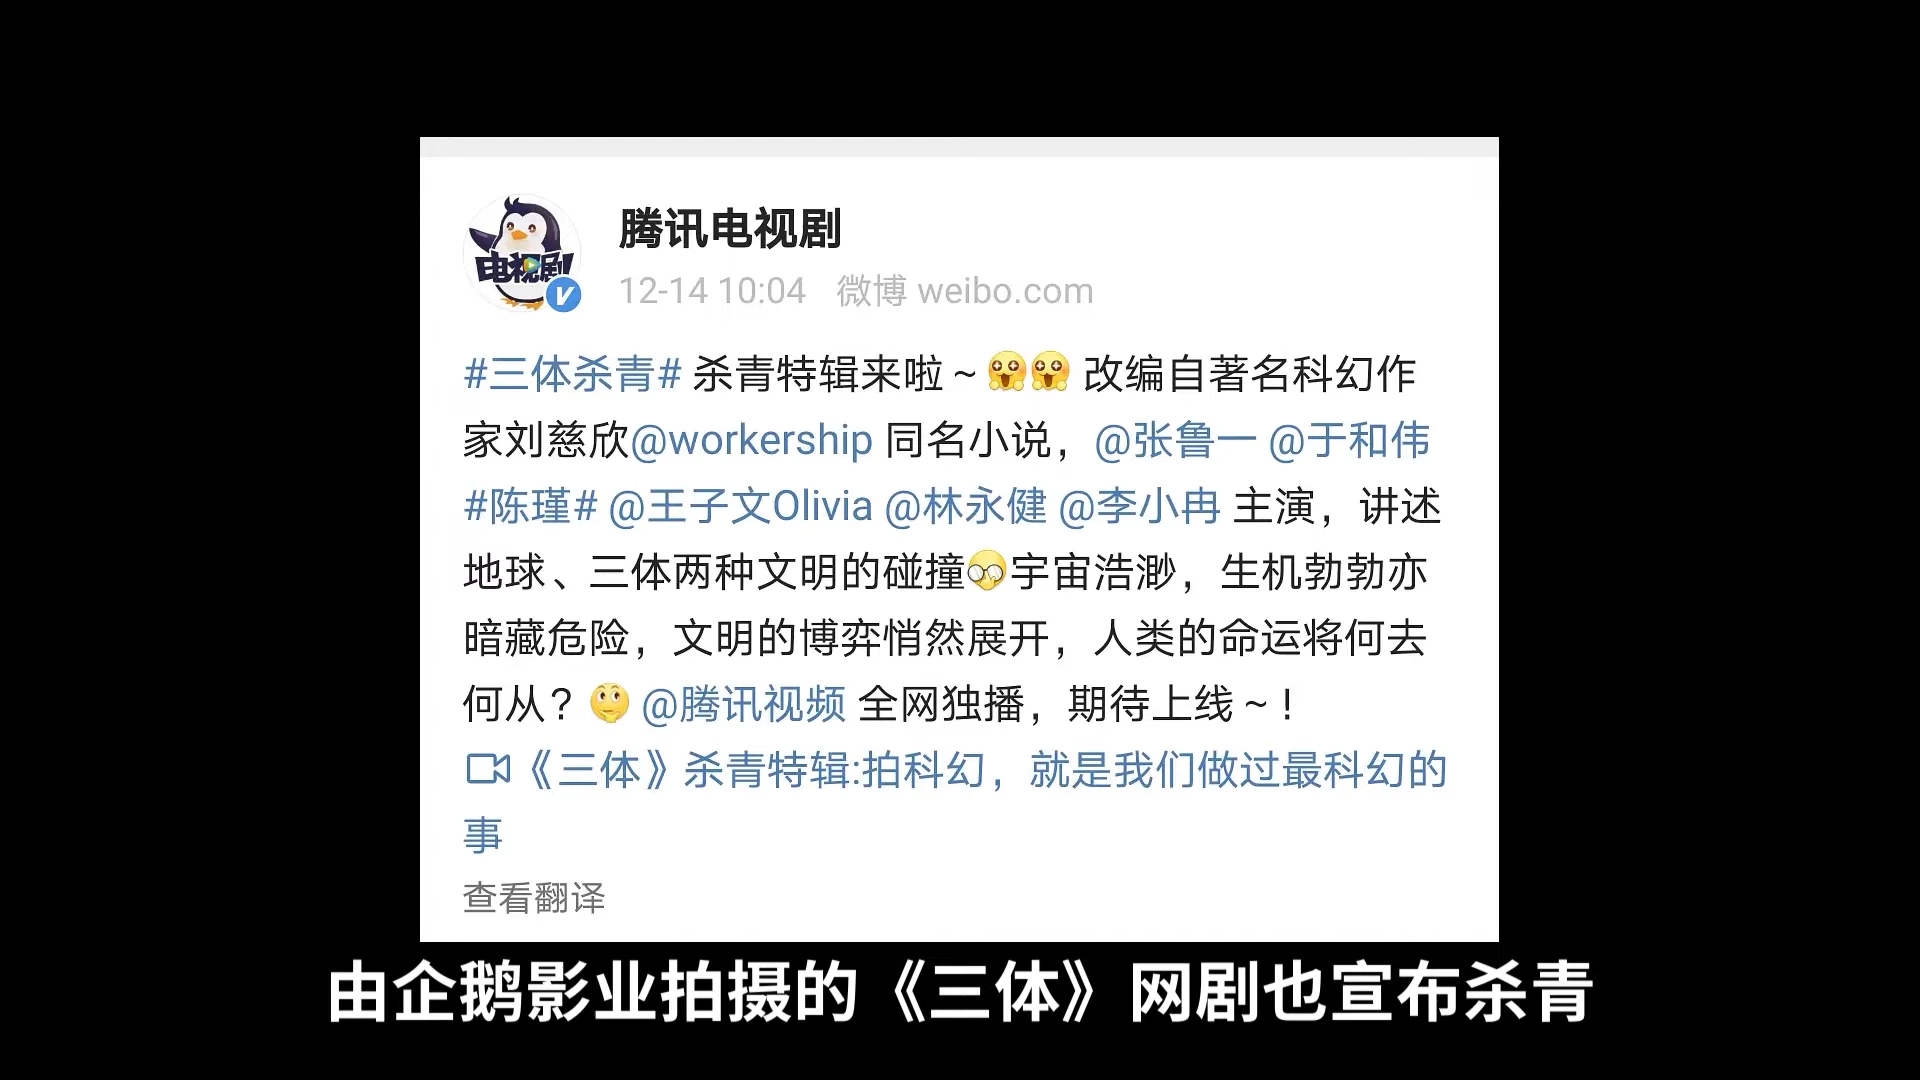 电视剧
腾讯电视剧
12-14 10:04 微博 weibo.com
#三体杀青# 杀青特辑来啦~ 改编自著名科幻作
家刘慈欣@workership 同名小说，@张鲁一 @于和伟
#陈瑾# @王子文Olivia @林永健 @李小冉 主演，讲述
地球、三体两种文明的碰撞宇宙浩渺，生机勃勃亦
暗藏危险，文明的博弈悄然展开，人类的命运将何去
何从？ @腾讯视频 全网独播，期待上线~！
《三体》杀青特辑:拍科幻，就是我们做过最科幻的
事
查看翻译
由企鹅影业拍摄的《三体》网剧也宣布杀青